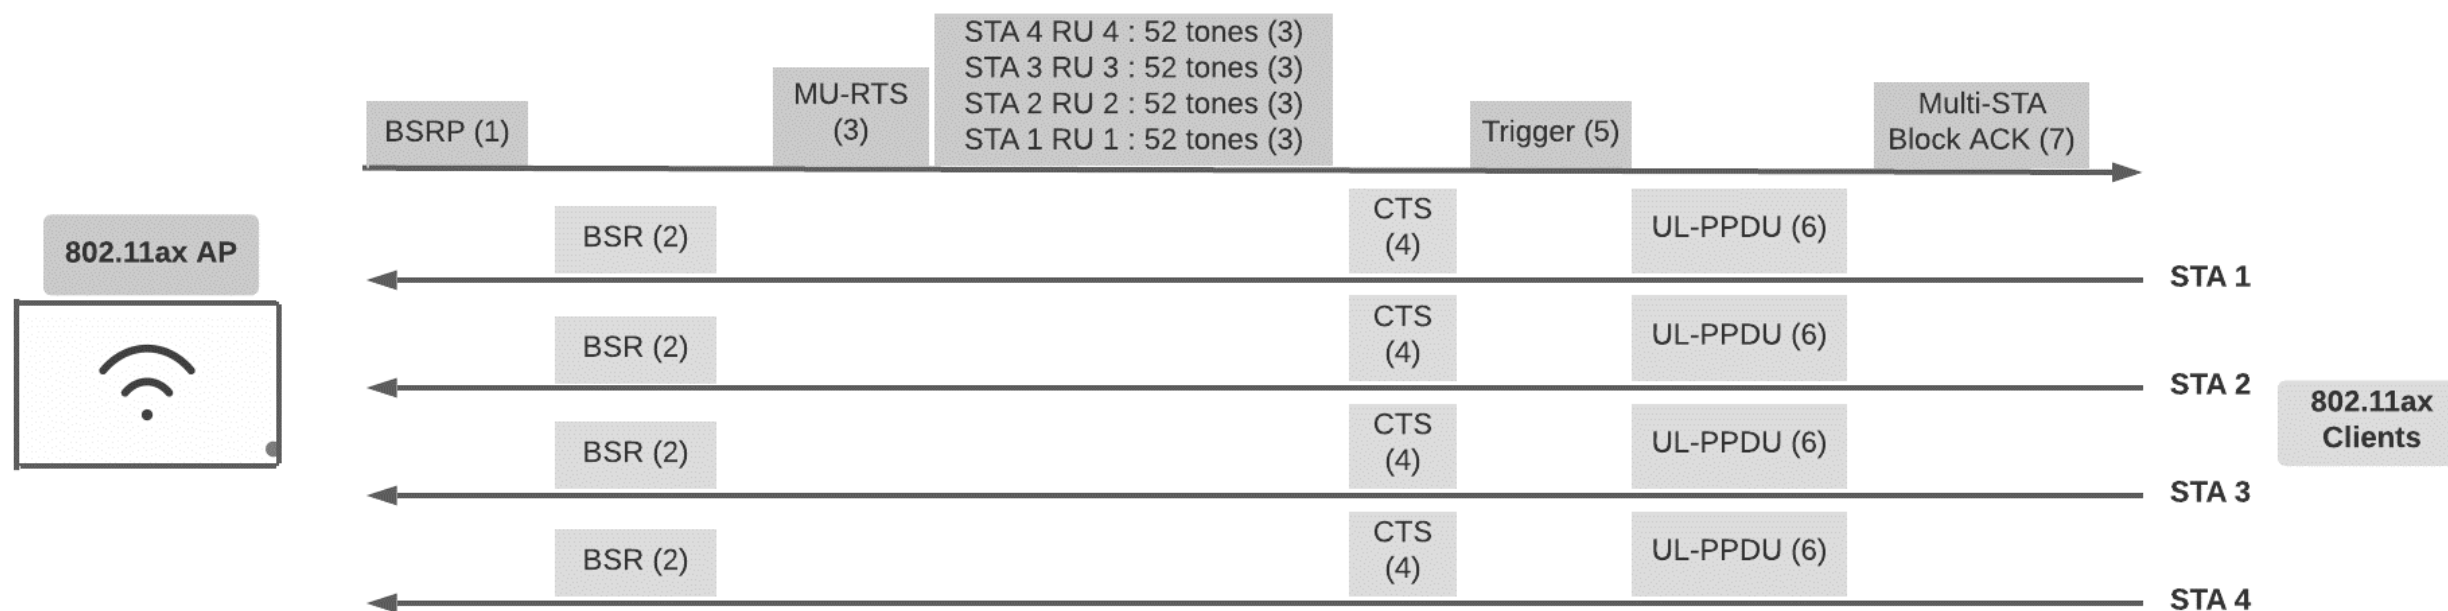 STA 4 RU 4 : 52 tones (3)
STA 3 RU 3 : 52 tones (3)
STA 2 RU 2 : 52 tones (3)
STA 1 RU 1 : 52 tones (3)
BSRP (1)
MU-RTS
(3)
Trigger (5)
Multi-STA
Block ACK (7)
802.11ax AP
BSR (2)
CTS
(4)
UL-PPDU (6)
STA 1
BSR (2)
CTS
(4)
UL-PPDU (6)
STA 2
802.11ax
Clients
BSR (2)
CTS
(4)
UL-PPDU (6)
STA 3
BSR (2)
CTS
(4)
UL-PPDU (6)
STA 4